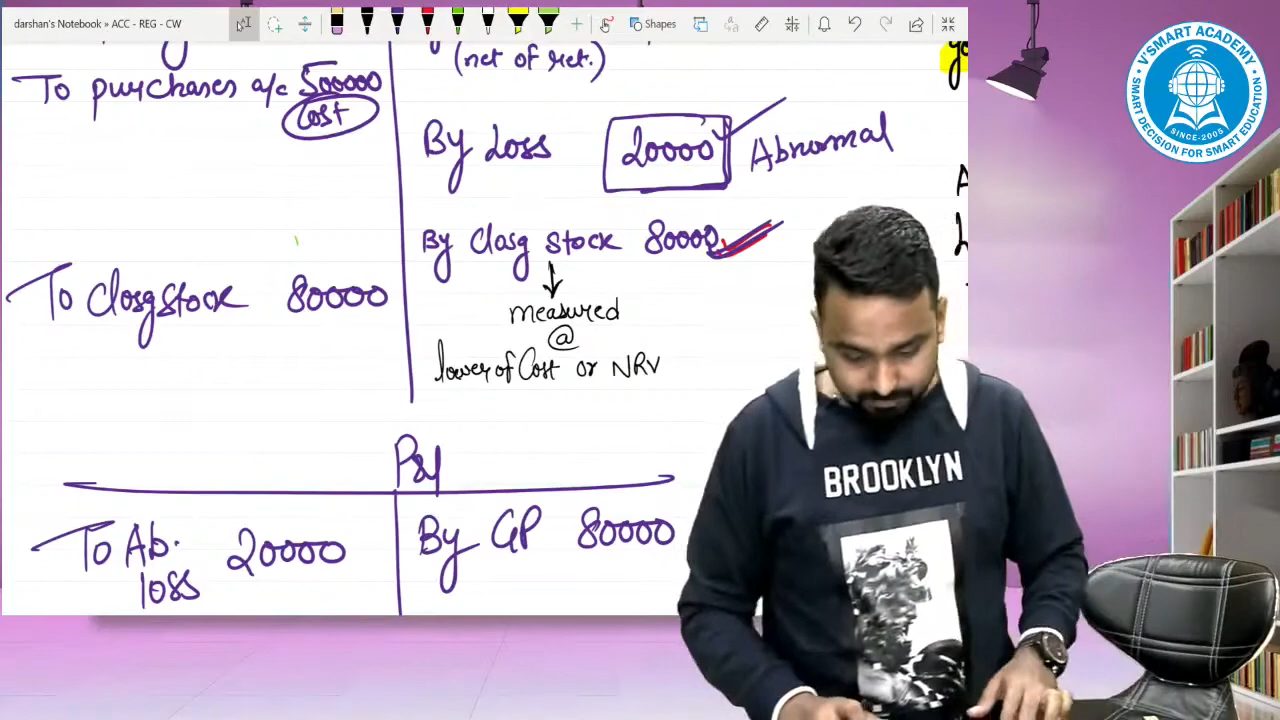 darshan's Notebook » ACC - REG - CW
Shapes
(net of ret.)
To purchases a/c 500000
Cost
By Loss 20000 Abnormal
By Closg stock 80000
To Closg stock 80000
measured
@
lower of Cost or NRV
P&L
To Ab. loss 20000
By GP 80000
V'SMART ACADEMY
SMART DECISION FOR SMART EDUCATION
SINCE-2005
BROOKLYN